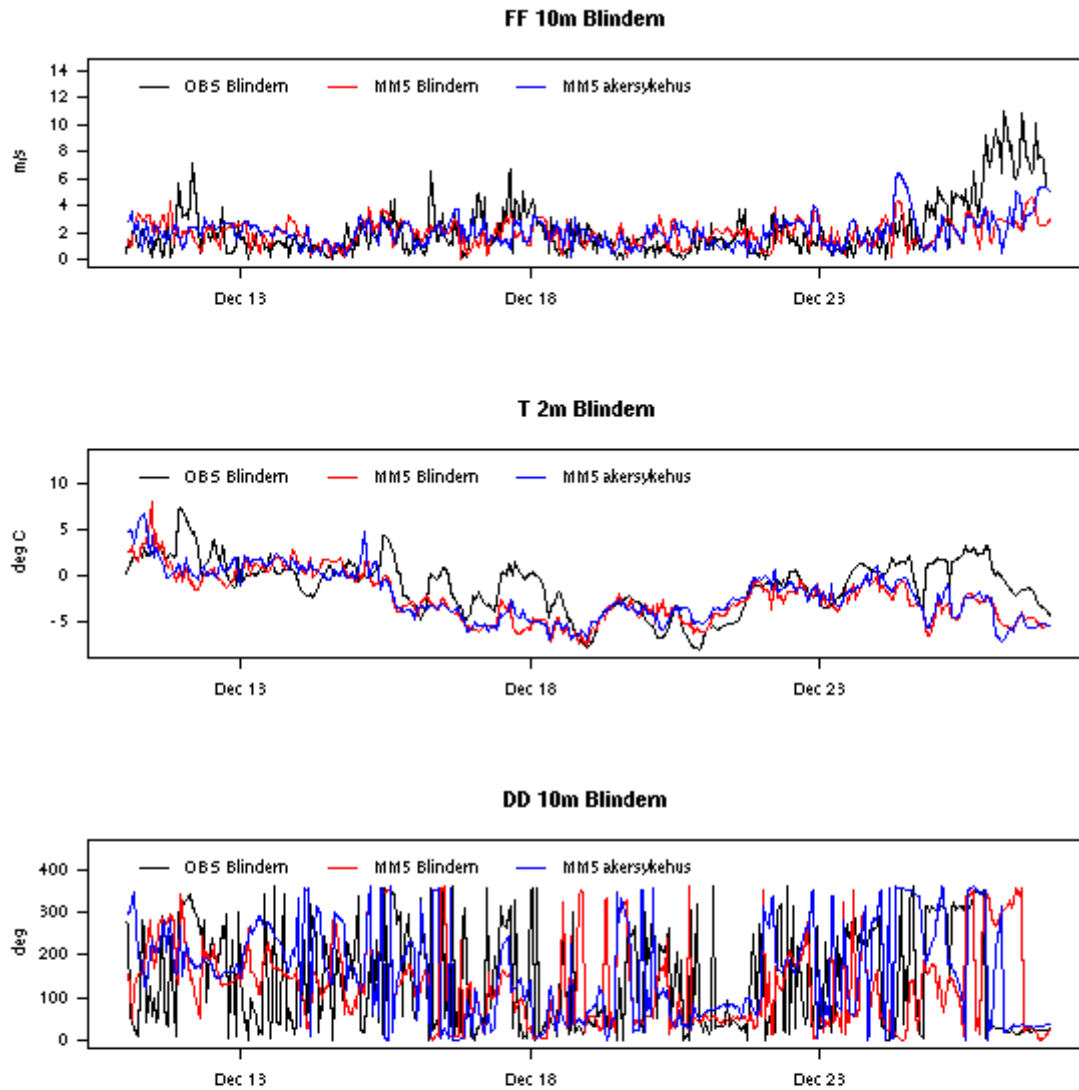 FF 10m Blindern
14
12
10
8
6
4
2
0
m/s
OBS Blindern MM5 Blindern MM5 akersykehus
Dec 13 Dec 18 Dec 23
T 2m Blindern
10
5
0
-5
deg C
OBS Blindern MM5 Blindern MM5 akersykehus
Dec 13 Dec 18 Dec 23
DD 10m Blindern
400
300
200
100
0
deg
OBS Blindern MM5 Blindern MM5 akersykehus
Dec 13 Dec 18 Dec 23